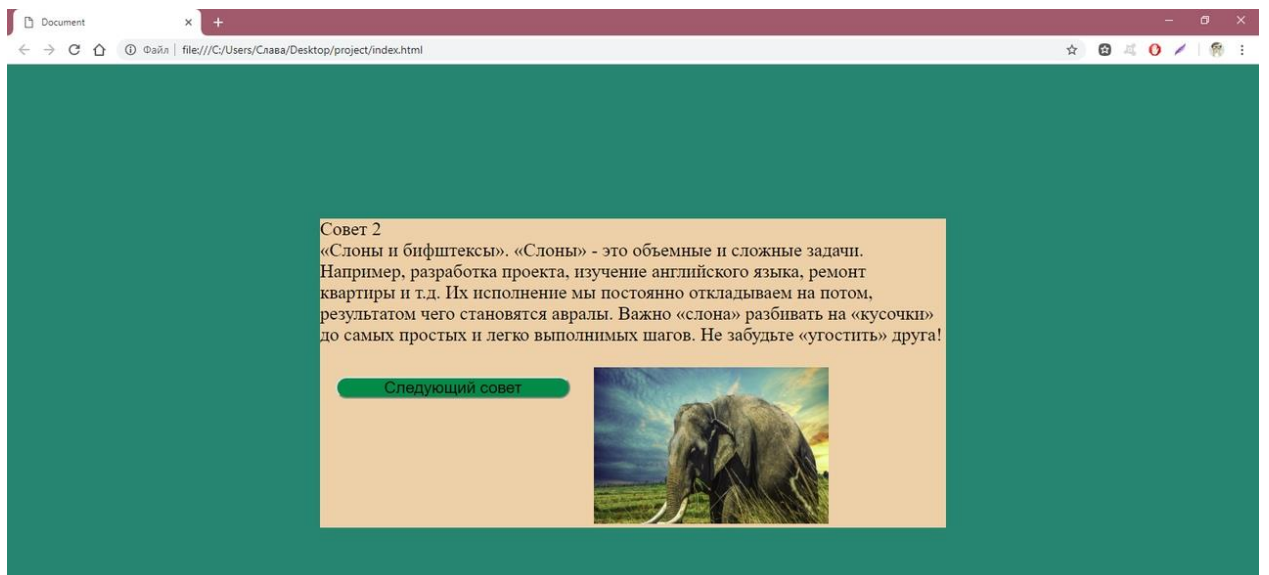 Document
Файл | file:///C:/Users/Слава/Desktop/project/index.html
Совет 2
«Слоны и бифштексы». «Слоны» - это объемные и сложные задачи.
Например, разработка проекта, изучение английского языка, ремонт
квартиры и т.д. Их исполнение мы постоянно откладываем на потом,
результатом чего становятся авралы. Важно «слона» разбивать на «кусочки»
до самых простых и легко выполнимых шагов. Не забудьте «угостить» друга!
Следующий совет